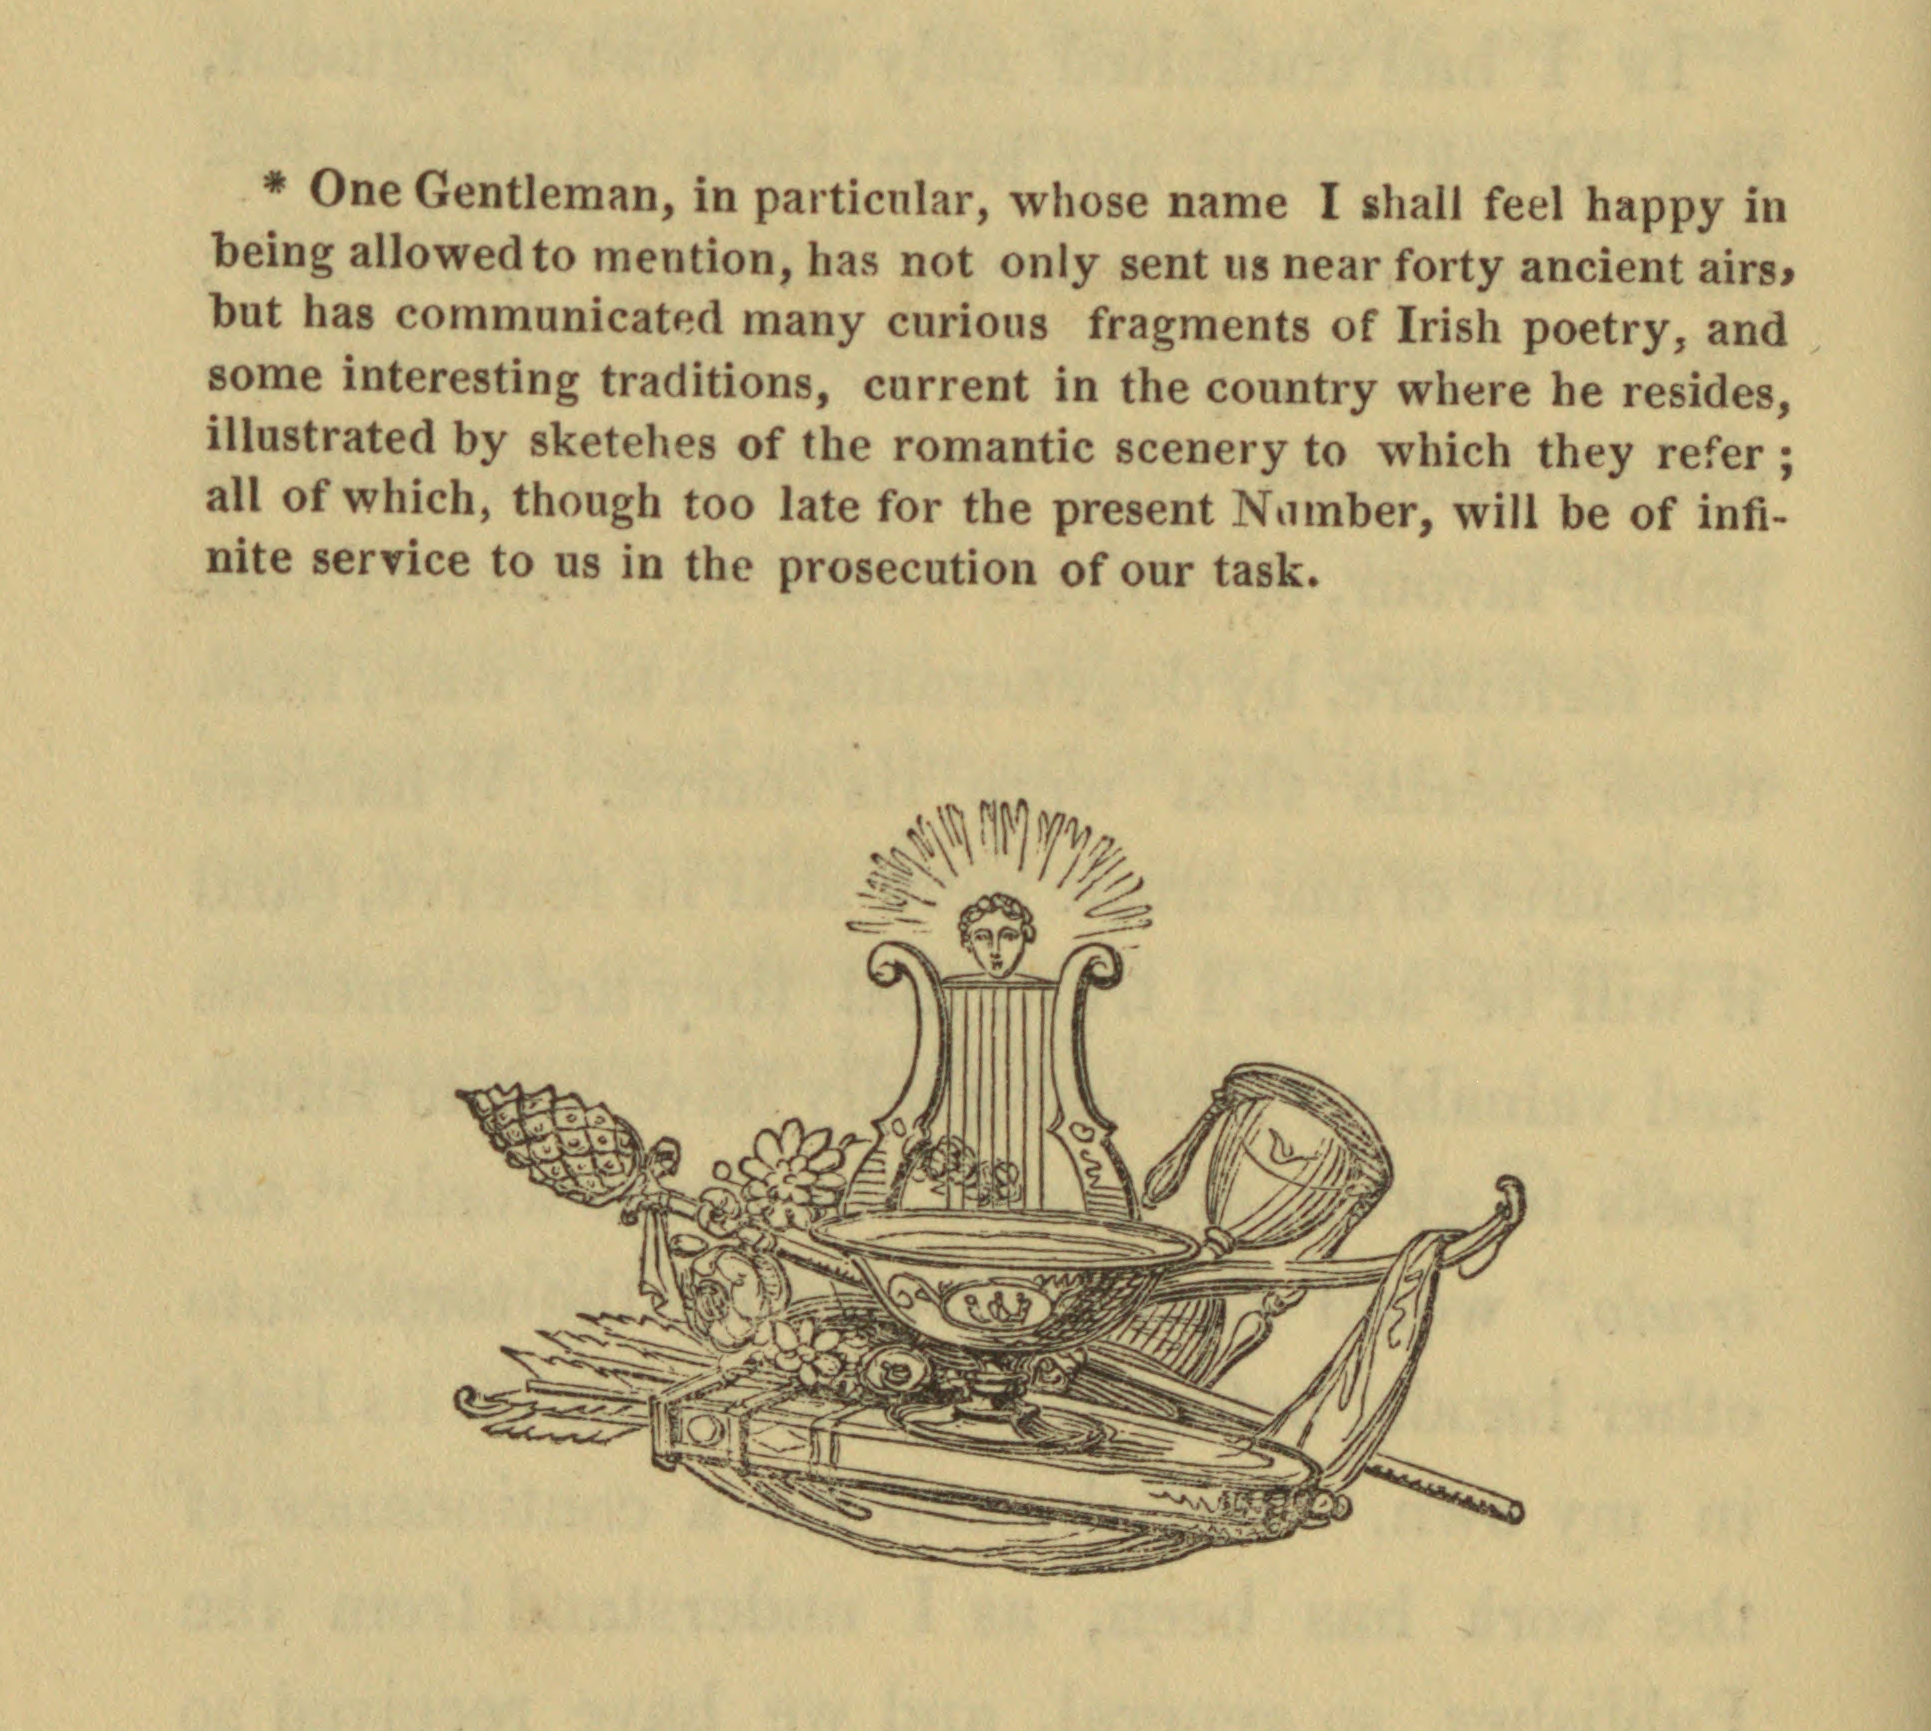 * One Gentleman, in particular, whose name I shall feel happy in
being allowed to mention, has not only sent us near forty ancient airs,
but has communicated many curious fragments of Irish poetry, and
some interesting traditions, current in the country where he resides,
illustrated by sketehes of the romantic scenery to which they refer ;
all of which, though too late for the present Number, will be of infi-
nite service to us in the prosecution of our task.